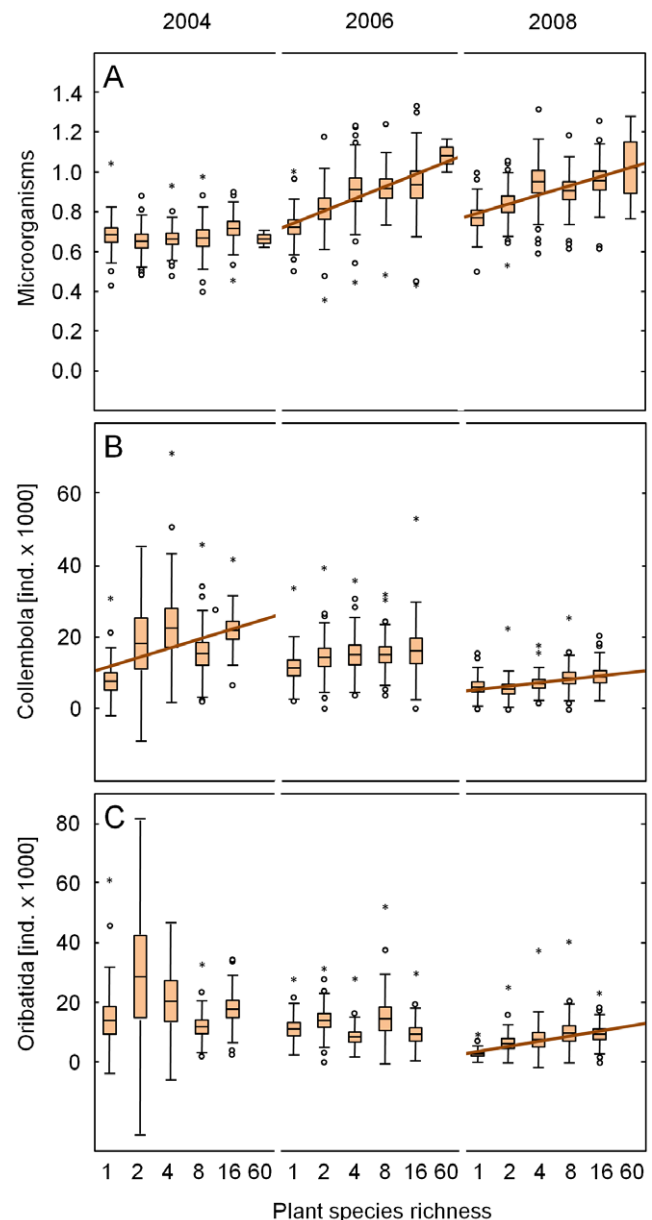 2004 2006 2008
A
Microorganisms
1.4
1.2
1.0
0.8
0.6
0.4
0.2
0.0
B
Collembola [ind. x 1000]
60
40
20
0
C
Oribatida [ind. x 1000]
80
60
40
20
0
1 2 4 8 16 60 1 2 4 8 16 60 1 2 4 8 16 60
Plant species richness